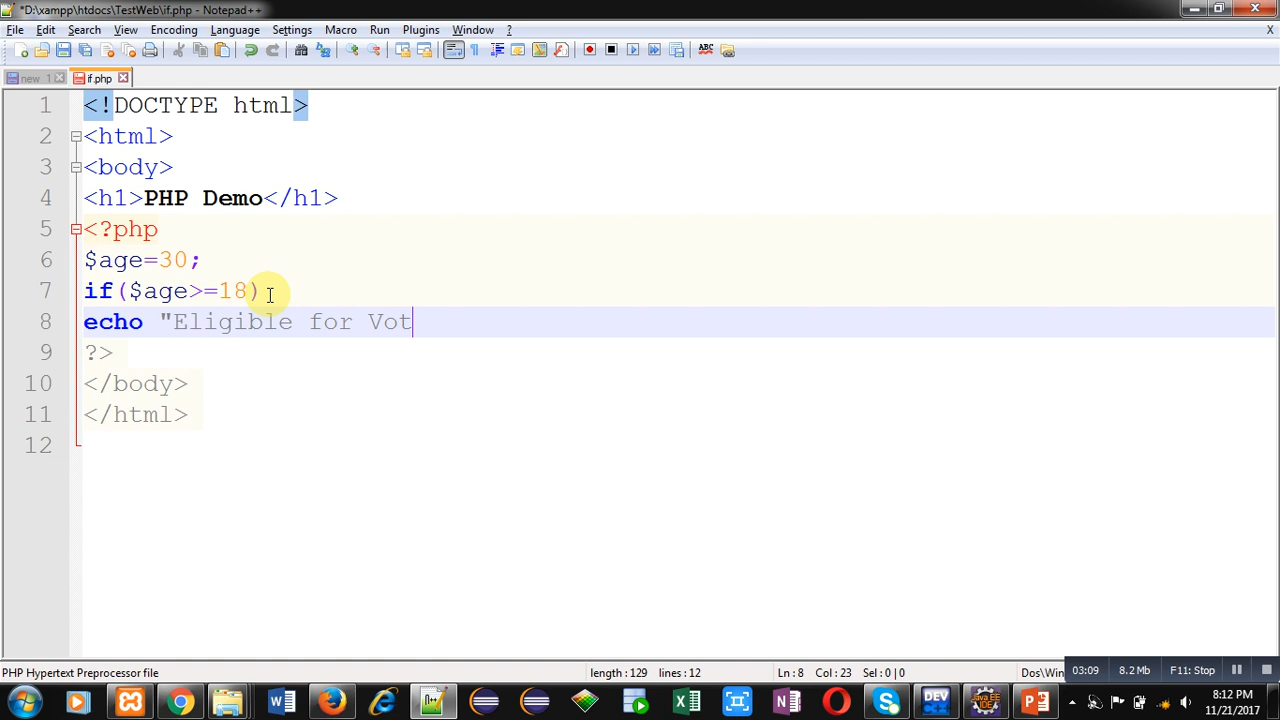 *D:\xampp\htdocs\TestWeb\if.php - Notepad++
File Edit Search View Encoding Language Settings Macro Run Plugins Window ? X
new 1 if.php
1 <!DOCTYPE html>
2 <html>
3 <body>
4 <h1>PHP Demo</h1>
5 <?php
6 $age=30;
7 if($age>=18)
8 echo "Eligible for Vot
9 ?>
10 </body>
11 </html>
12
PHP Hypertext Preprocessor file length : 129 lines : 12 Ln : 8 Col : 23 Sel : 0 | 0 Dos\Win
03:09 8.2 Mb F11: Stop
8:12 PM
11/21/2017